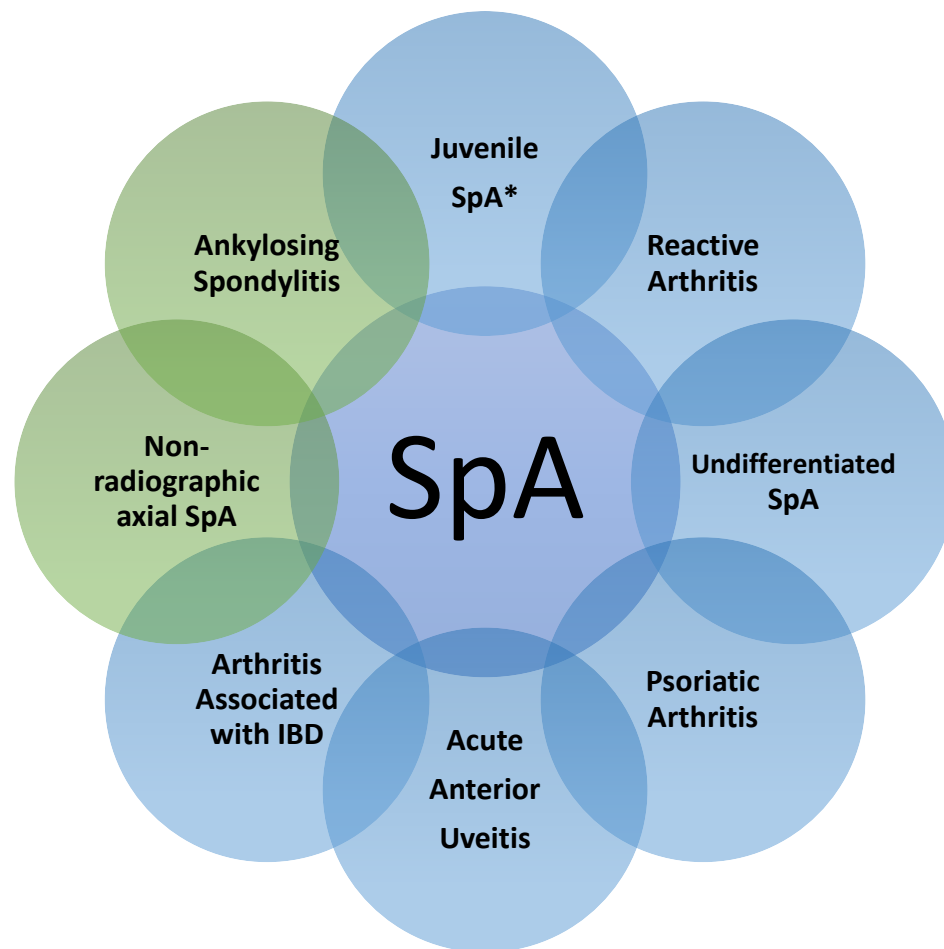 Juvenile
SpA*
Reactive
Arthritis
Undifferentiated
SpA
Psoriatic
Arthritis
Acute
Anterior
Uveitis
Arthritis
Associated
with IBD
Non-
radiographic
axial SpA
Ankylosing
Spondylitis
SpA